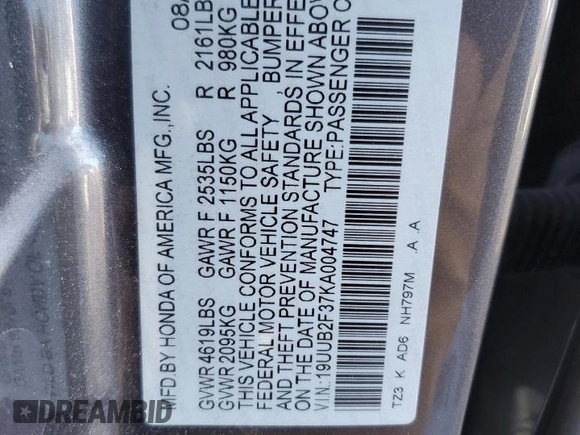 08/
MFD.BY HONDA OF AMERICA MFG.,INC.
GVWR 4619LBS GAWR F 2535LBS R 2161LB
GVWR 2095KG GAWR F 1150KG R 980KG
THIS VEHICLE CONFORMS TO ALL APPLICABLE
FEDERAL MOTOR VEHICLE SAFETY, BUMPER
AND THEFT PREVENTION STANDARDS IN EFFE
ON THE DATE OF MANUFACTURE SHOWN ABOV
V.I.N.:19UUB2F37KA004747 TYPE:PASSENGER C
TZ3 K AD6 NH797M .A .A
DREAMBID